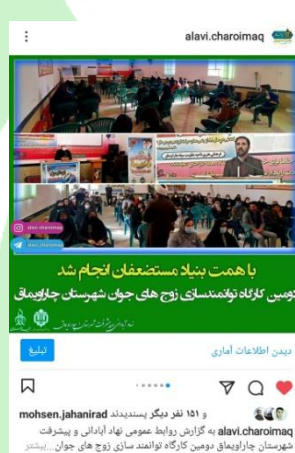 alavi.charoimaq
با همت بنیاد مستضعفان انجام شد
دومین کارگاه توانمندسازی زوج های جوان شهرستان چاراویماق
دیدن اطلاعات آماری
تبلیغ
mohsen.jahanirad و ۱۵۱ نفر دیگر پسندیدند
alavi.charoimaq به گزارش روابط عمومی نهاد آبادانی و پیشرفت
شهرستان چاراویماق دومین کارگاه توانمند سازی زوج های جوان... بیشتر